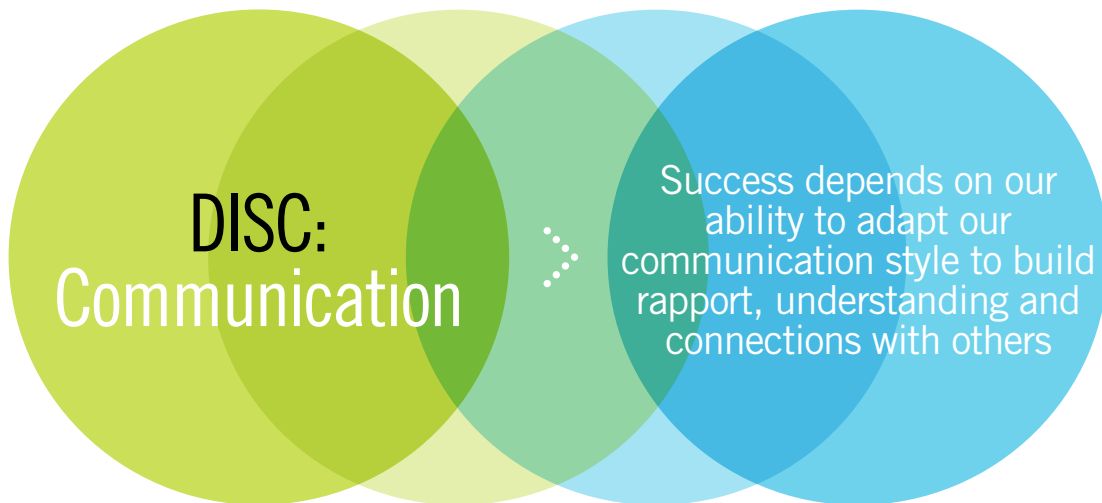 DISC:
Communication
Success depends on our
ability to adapt our
communication style to build
rapport, understanding and
connections with others